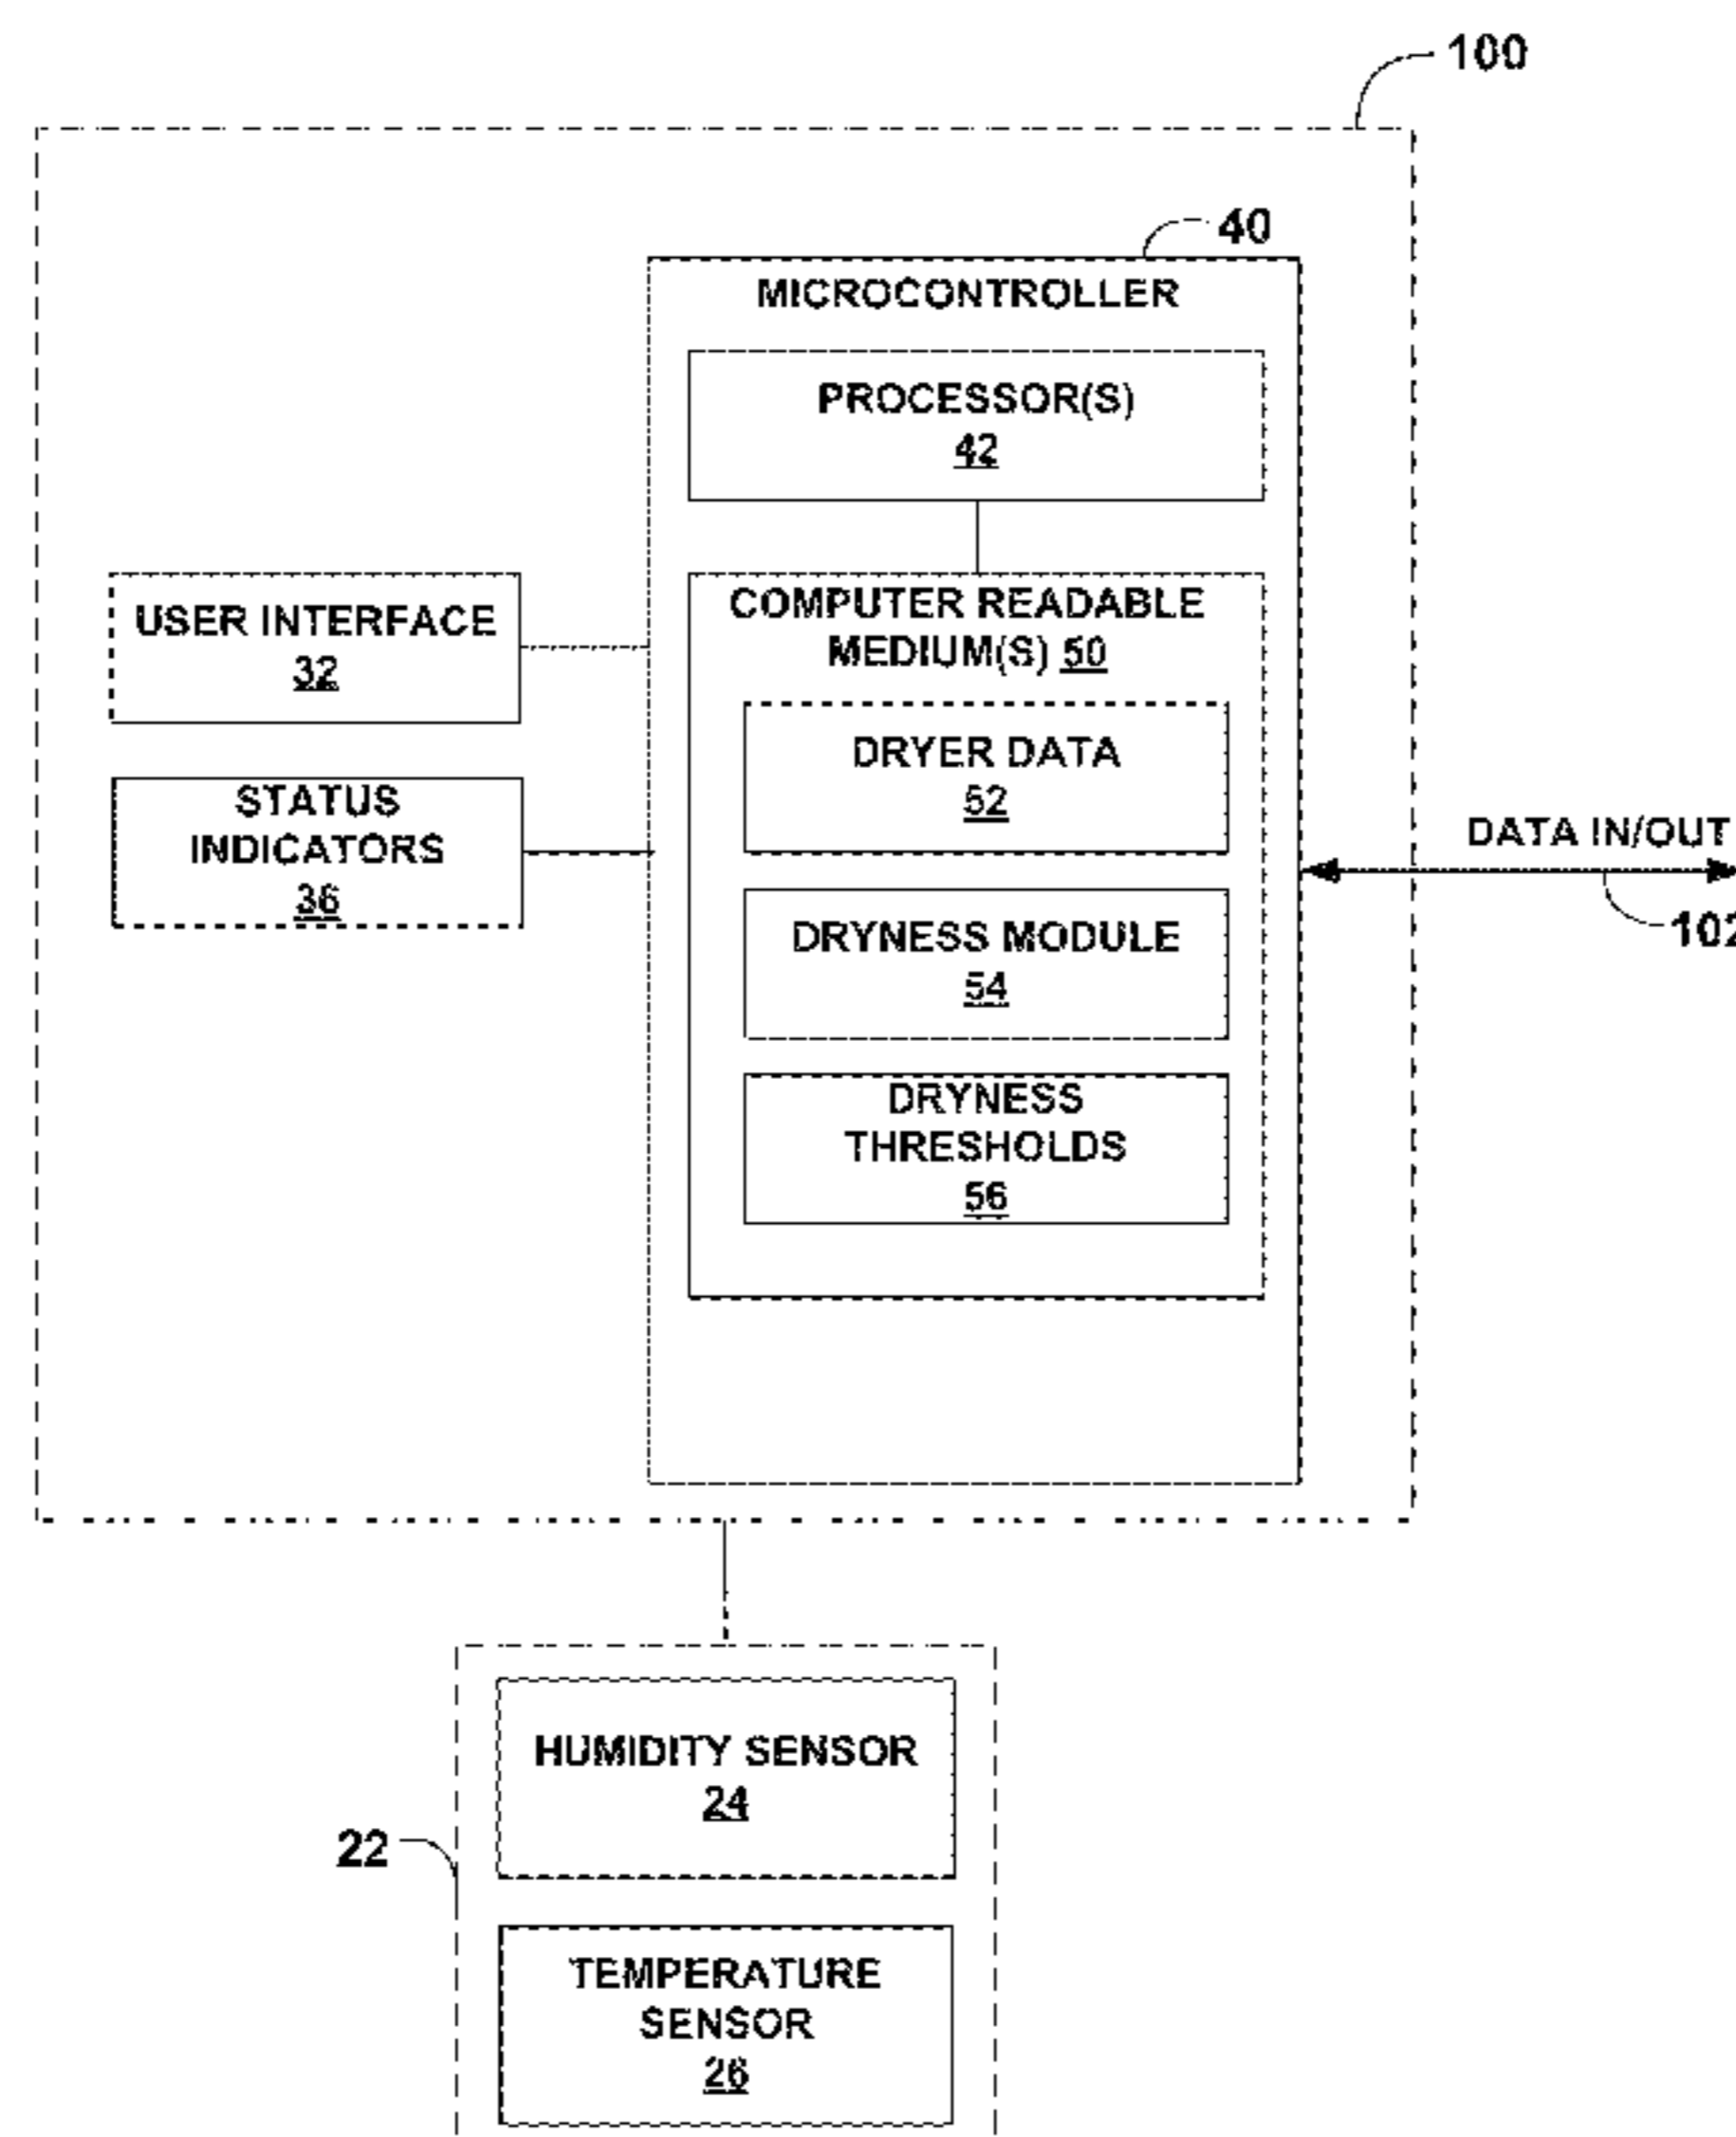 100
40
MICROCONTROLLER
PROCESSOR(S)
42
USER INTERFACE
32
COMPUTER READABLE
MEDIUM(S) 50
DRYER DATA
52
STATUS
INDICATORS
36
DATA IN/OUT
102
DRYNESS MODULE
54
DRYNESS
THRESHOLDS
56
HUMIDITY SENSOR
24
22
TEMPERATURE
SENSOR
26